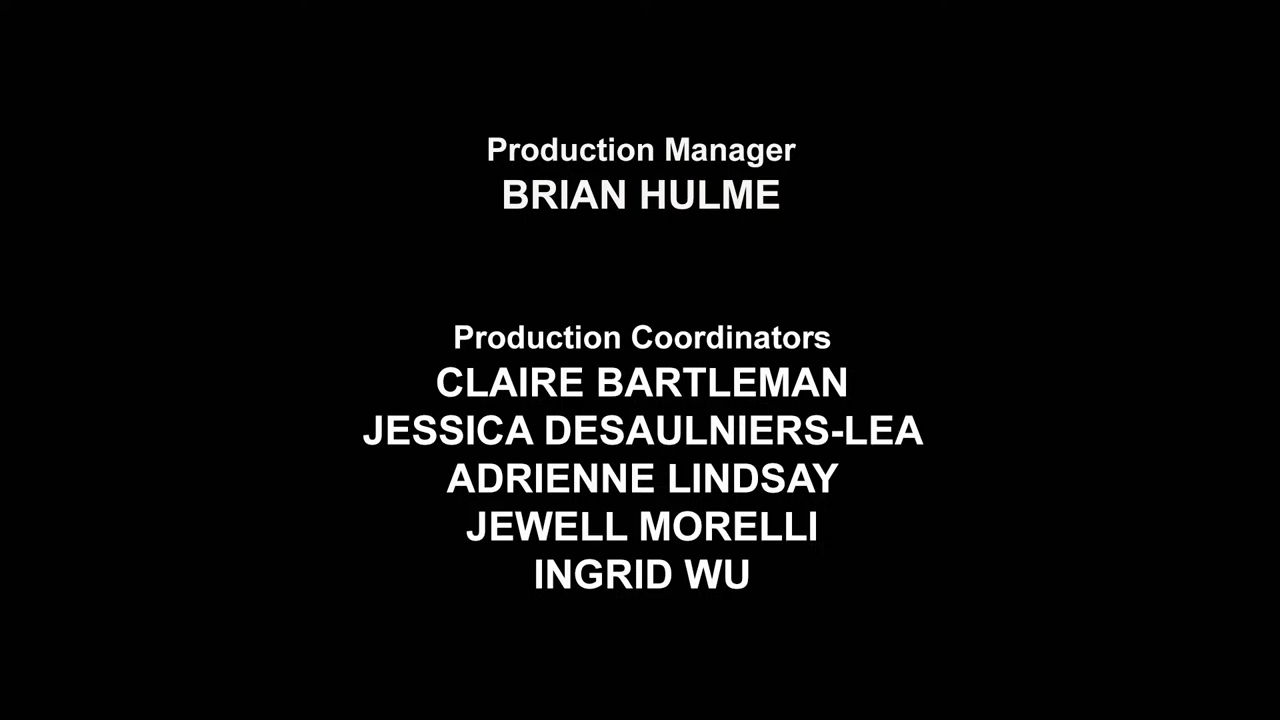 Production Manager
BRIAN HULME
Production Coordinators
CLAIRE BARTLEMAN
JESSICA DESAULNIERS-LEA
ADRIENNE LINDSAY
JEWELL MORELLI
INGRID WU